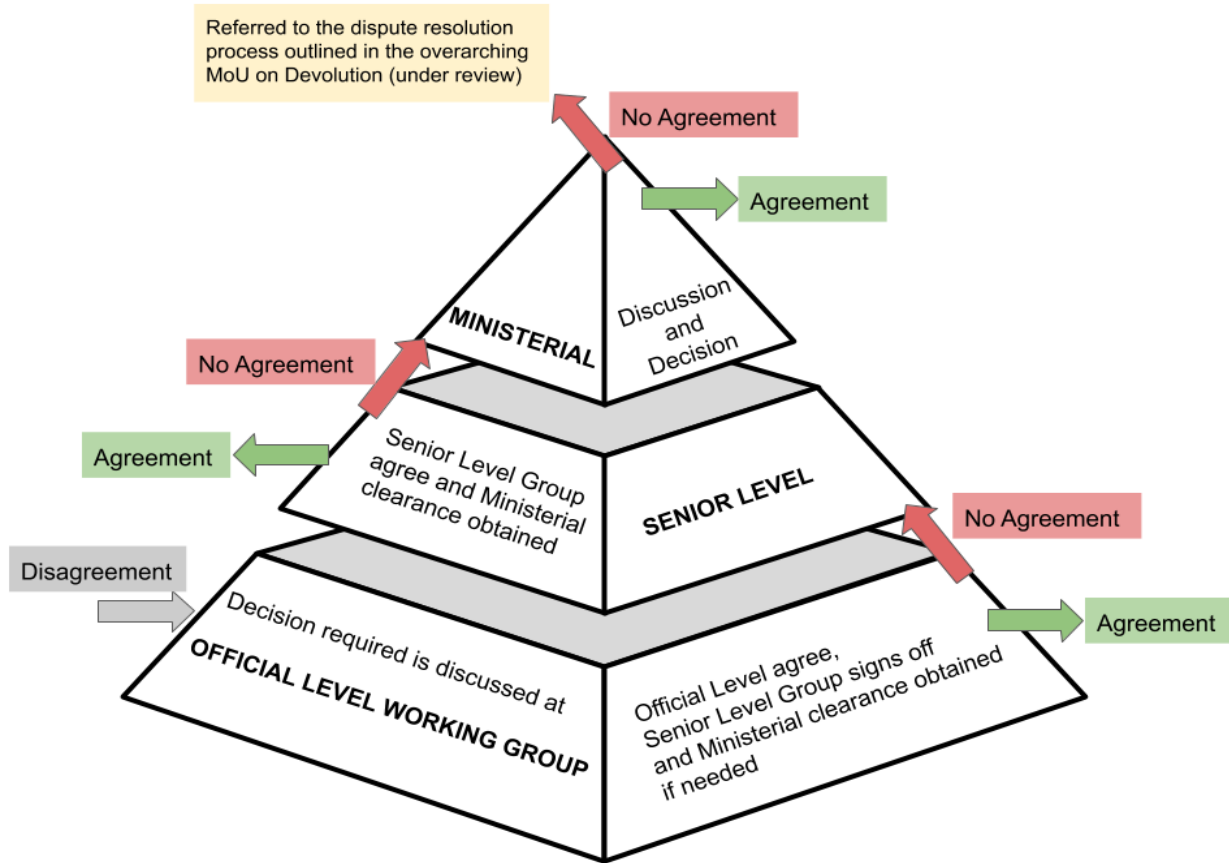 Referred to the dispute resolution
process outlined in the overarching
MoU on Devolution (under review)
No Agreement
Agreement
MINISTERIAL
Discussion
and
Decision
No Agreement
Agreement
Senior Level Group
agree and Ministerial
clearance obtained
SENIOR LEVEL
No Agreement
Disagreement
Decision required is discussed at
OFFICIAL LEVEL WORKING GROUP
Official Level agree,
Senior Level Group signs off
and Ministerial clearance obtained
if needed
Agreement